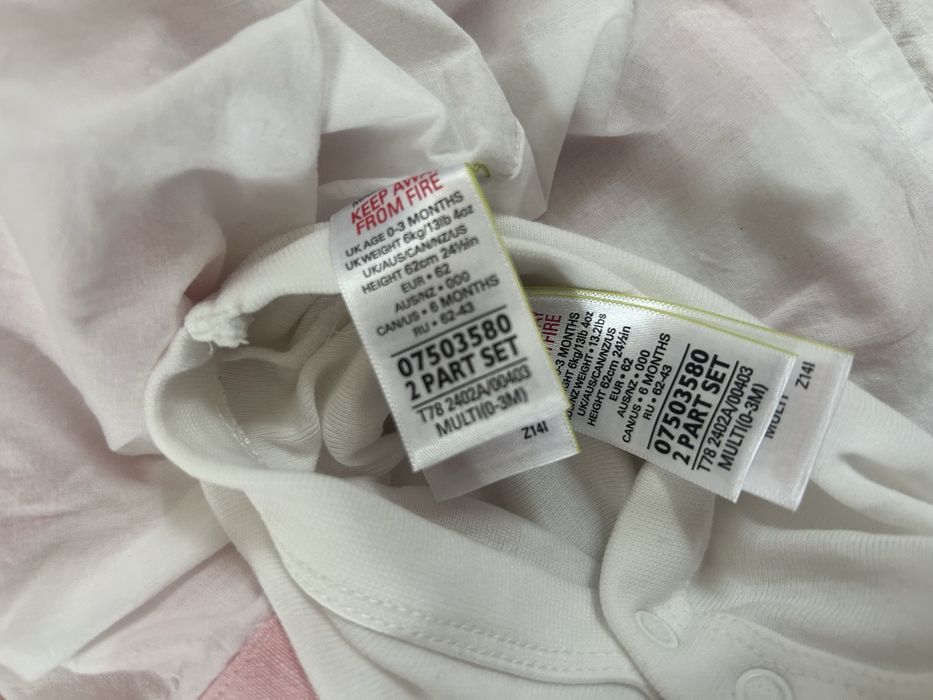 KEEP AWAY
FROM FIRE
UK AGE 0-3 MONTHS
UK WEIGHT 6kg/13lb 4oz
UK/AUS/CAN/NZ/US
HEIGHT 62cm 24½in
EUR • 62
AUS/NZ • 000
CAN/US • 6 MONTHS
RU • 62-43
07503580
2 PART SET
T78 2402A/00403
MULTI(0-3M)
Z14I
FIRE
0-3 MONTHS
6kg/13lb 4oz
WEIGHT • 13.2lbs
UK/AUS/CAN/NZ/US
HEIGHT 62cm 24½in
EUR • 62
AUS/NZ • 000
CAN/US • 6 MONTHS
RU • 62-43
07503580
2 PART SET
T78 2402A/00403
MULTI(0-3M)
MULTI
Z14I